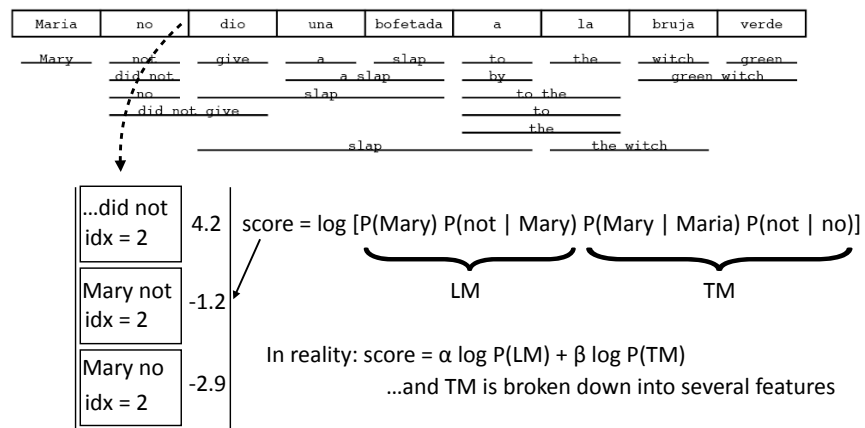 Maria no dio una bofetada a la bruja verde
Mary not give a slap to the witch green
did not a slap by green witch
no slap to the
did not give to
the
slap the witch
...did not
idx = 2
4.2
score = log [P(Mary) P(not | Mary) P(Mary | Maria) P(not | no)]
LM TM
Mary not
idx = 2
-1.2
In reality: score = α log P(LM) + β log P(TM)
...and TM is broken down into several features
Mary no
idx = 2
-2.9